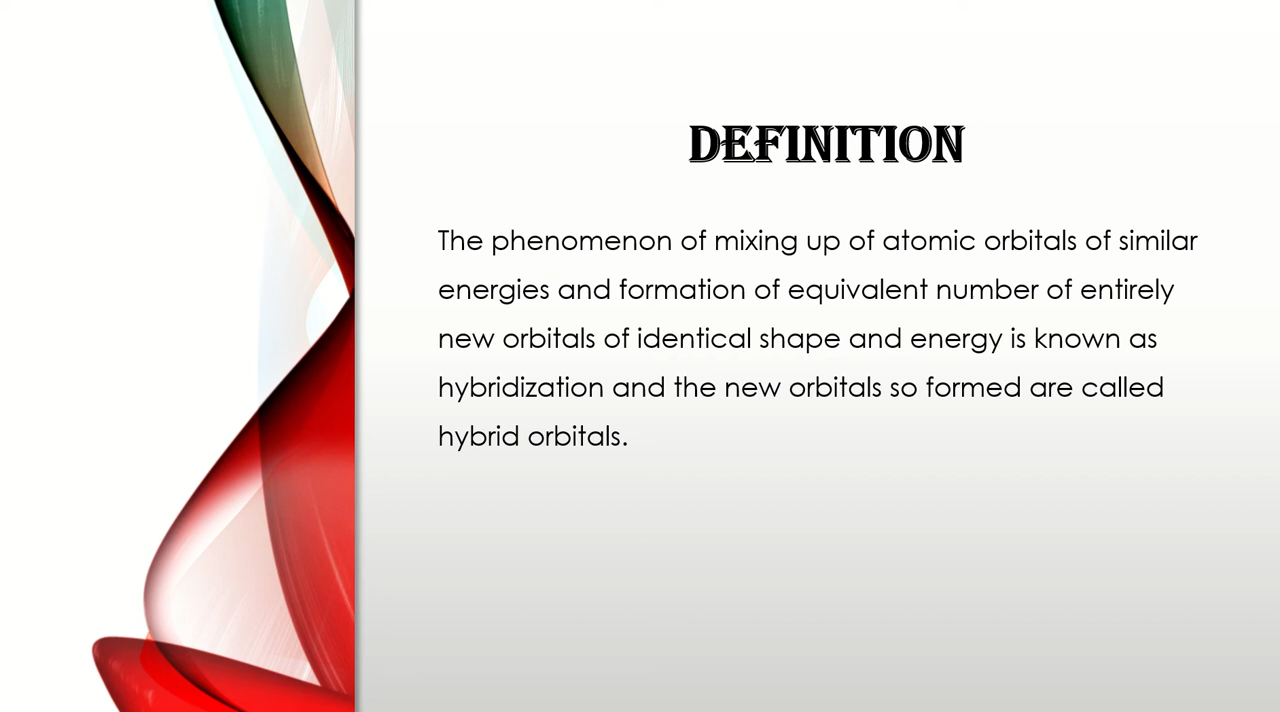 DEFINITION
The phenomenon of mixing up of atomic orbitals of similar
energies and formation of equivalent number of entirely
new orbitals of identical shape and energy is known as
hybridization and the new orbitals so formed are called
hybrid orbitals.